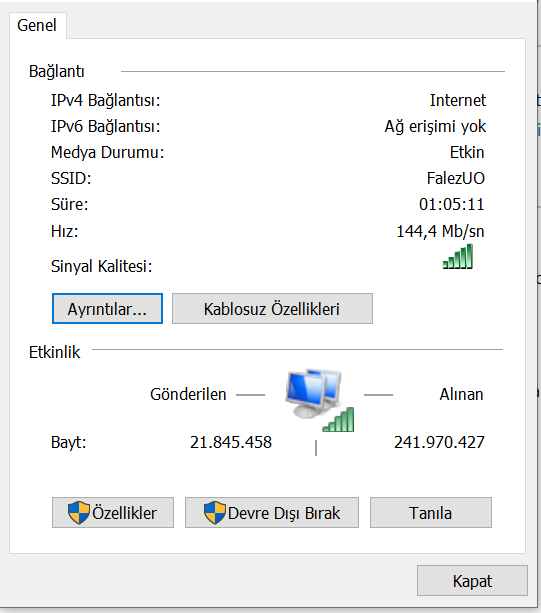 Genel
Bağlantı
IPv4 Bağlantısı: Internet
IPv6 Bağlantısı: Ağ erişimi yok
Medya Durumu: Etkin
SSID: FalezUO
Süre: 01:05:11
Hız: 144,4 Mb/sn
Sinyal Kalitesi:
Ayrıntılar... Kablosuz Özellikleri
Etkinlik
Gönderilen Alınan
Bayt: 21.845.458 241.970.427
Özellikler Devre Dışı Bırak Tanıla
Kapat